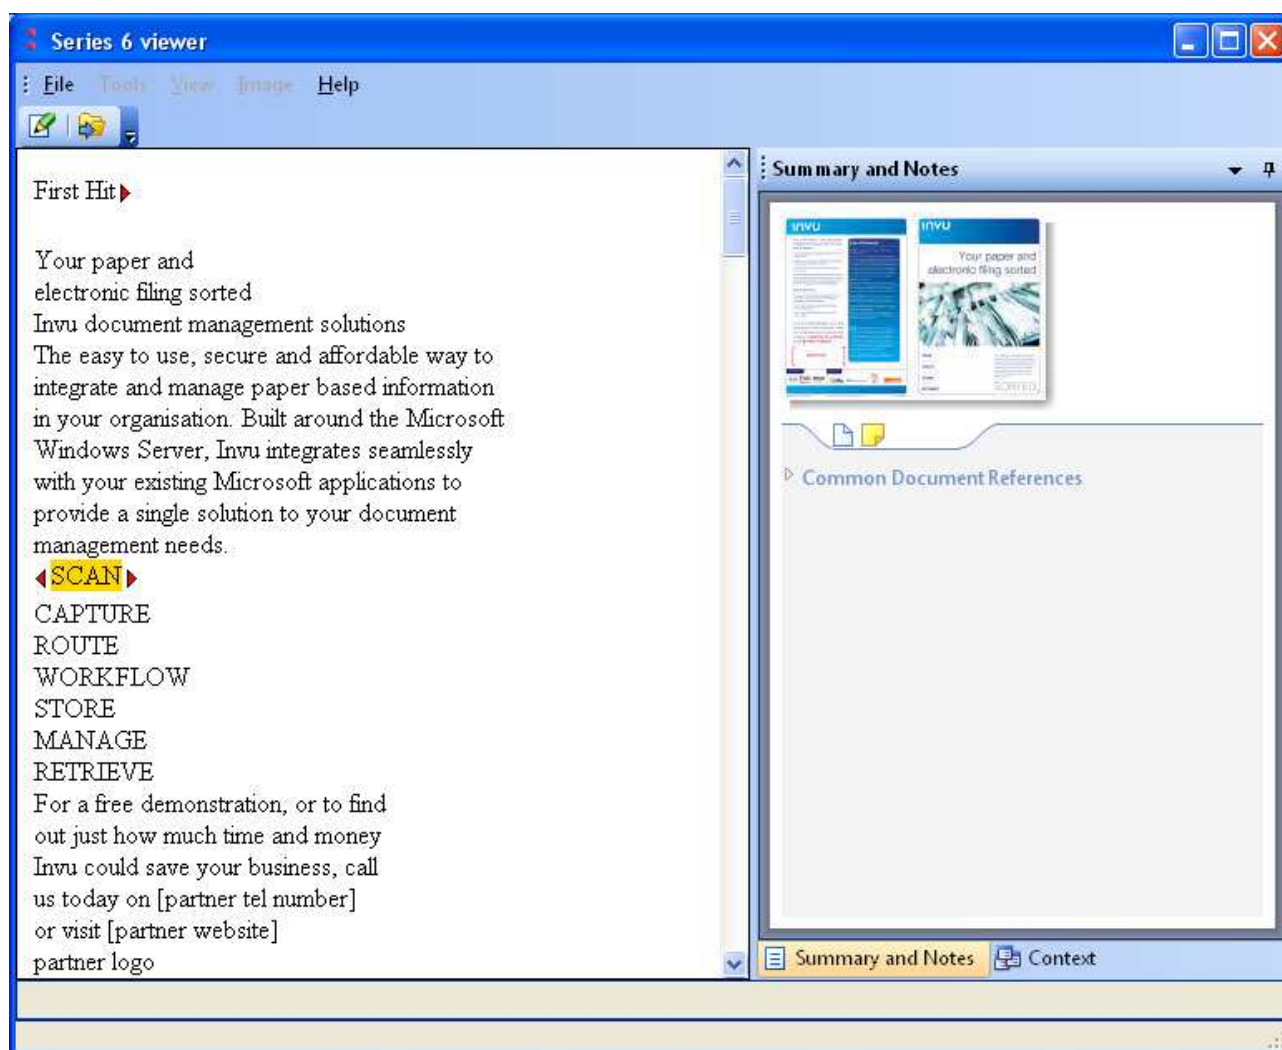 Series 6 viewer
File Tools View Image Help
First Hit
Your paper and
electronic filing sorted
Invu document management solutions
The easy to use, secure and affordable way to
integrate and manage paper based information
in your organisation. Built around the Microsoft
Windows Server, Invu integrates seamlessly
with your existing Microsoft applications to
provide a single solution to your document
management needs.
SCAN
CAPTURE
ROUTE
WORKFLOW
STORE
MANAGE
RETRIEVE
For a free demonstration, or to find
out just how much time and money
Invu could save your business, call
us today on [partner tel number]
or visit [partner website]
partner logo
Summary and Notes
invu
invu
Your paper and
electronic filing sorted
Common Document References
Summary and Notes Context